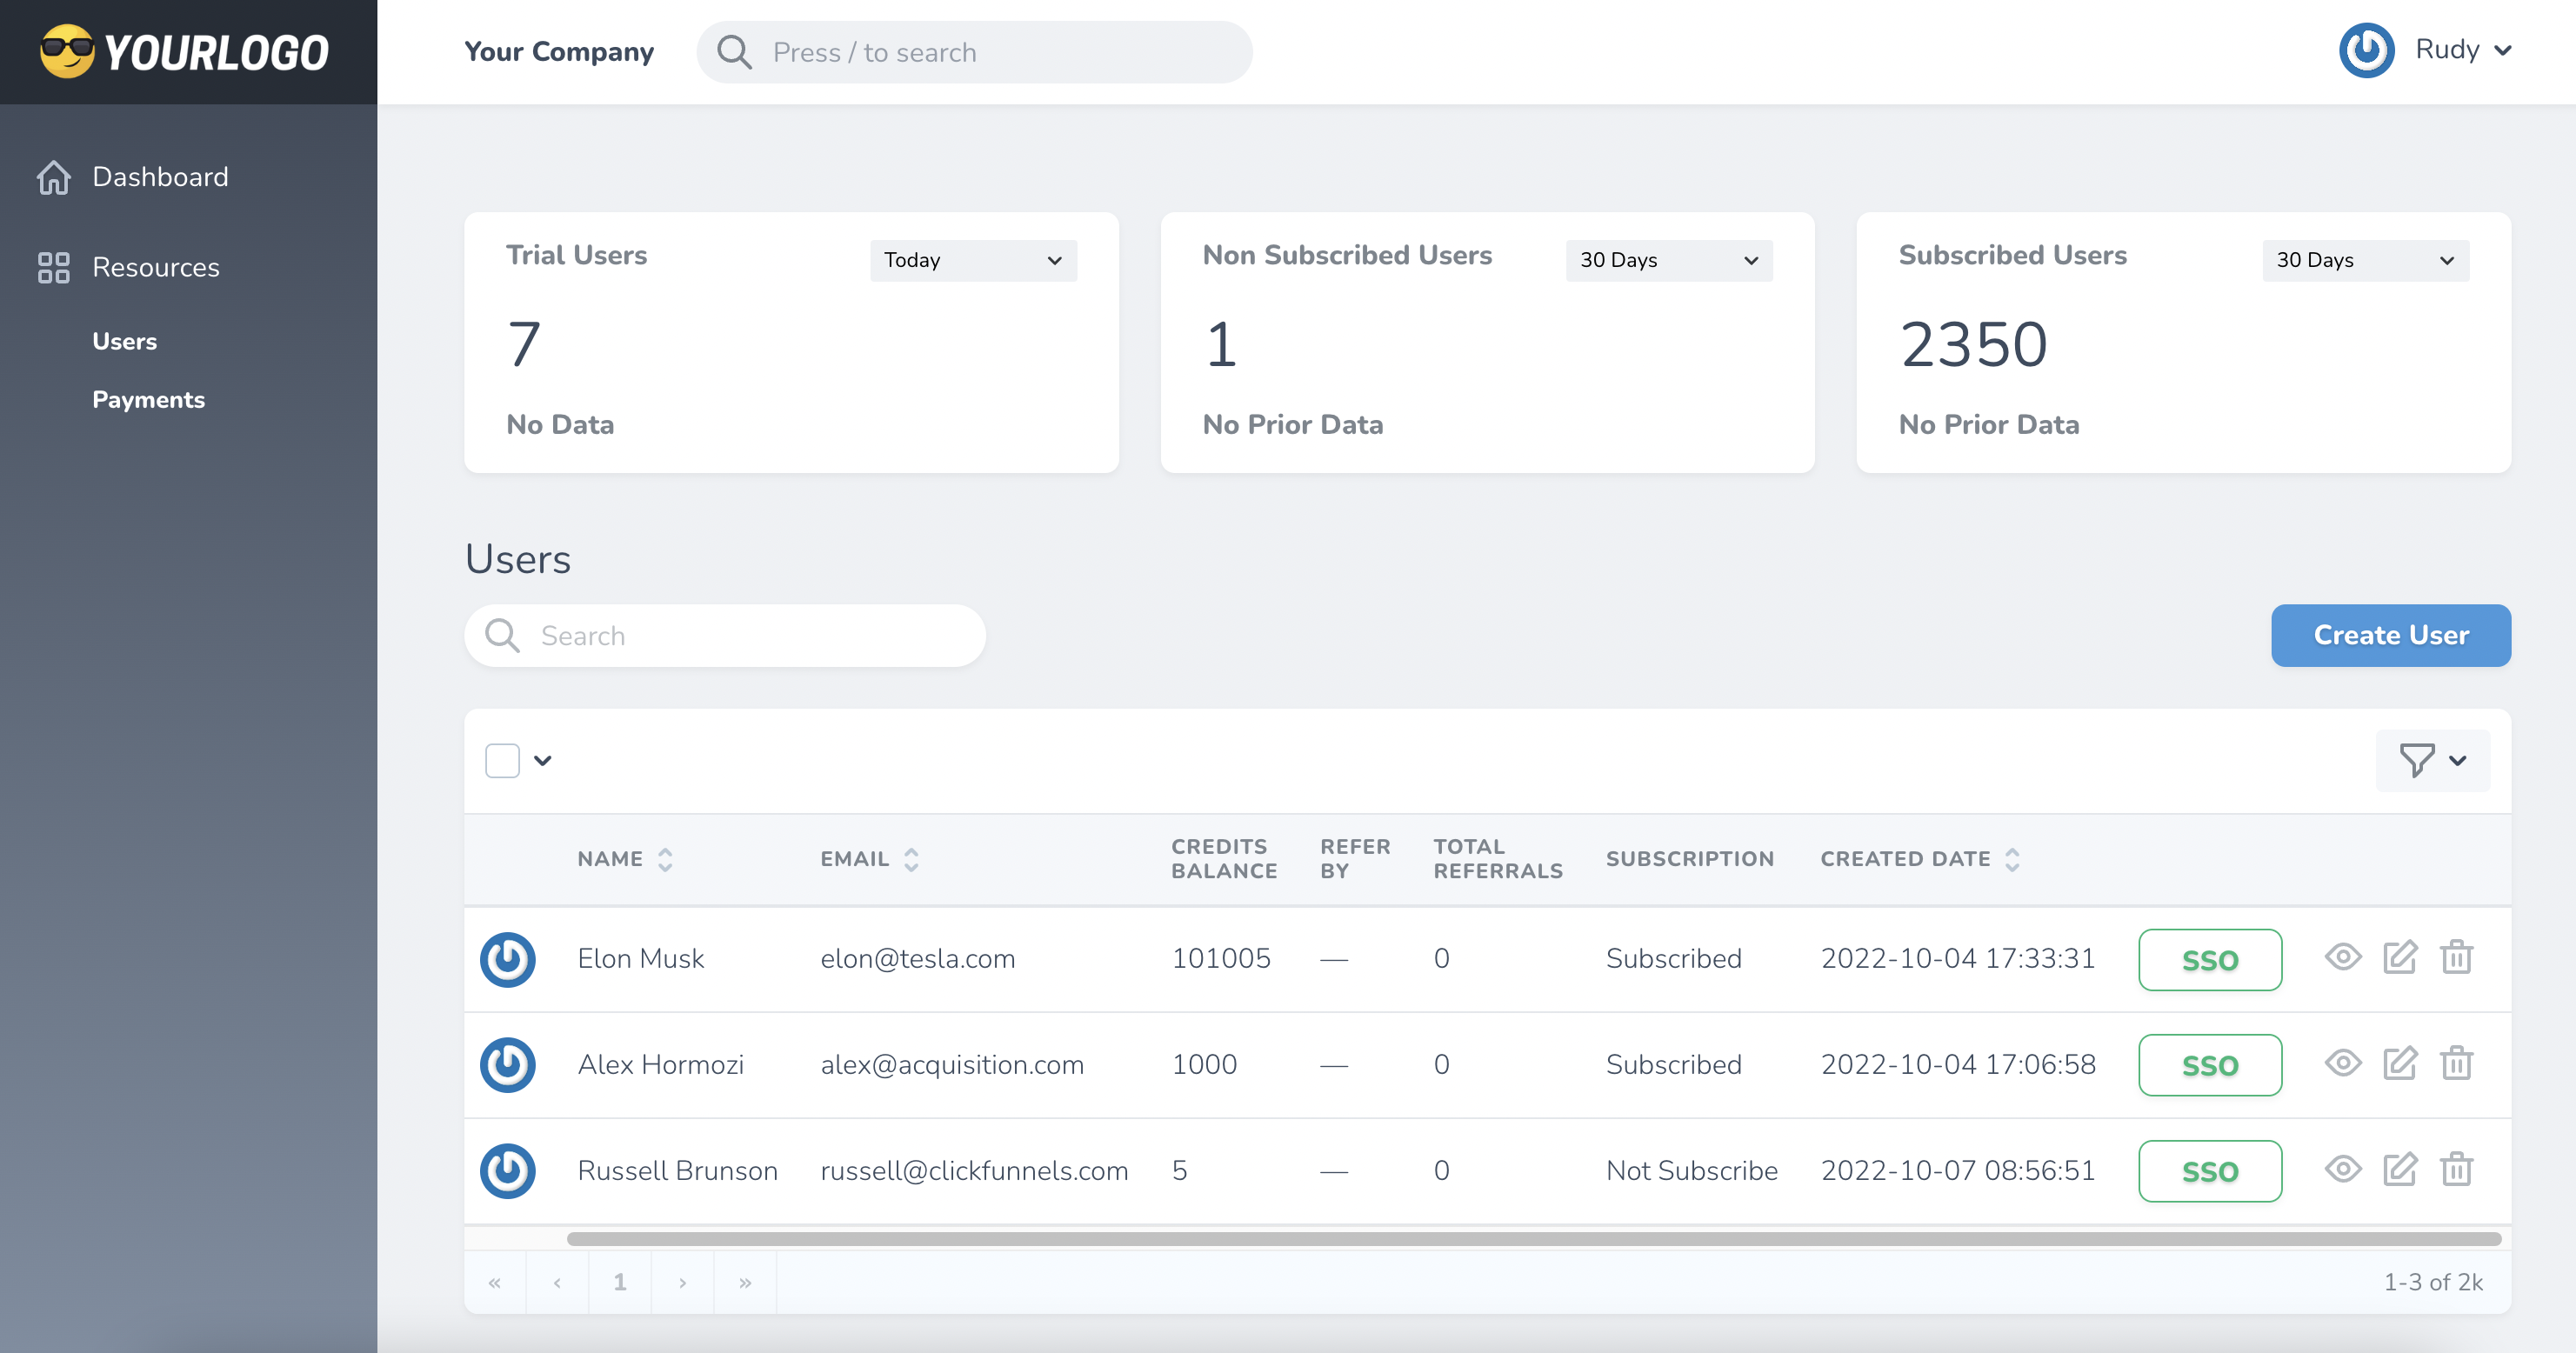 YOURLOGO
Your Company
Press / to search
Rudy
Dashboard
Resources
Users
Payments
Trial Users
Today
7
No Data
Non Subscribed Users
30 Days
1
No Prior Data
Subscribed Users
30 Days
2350
No Prior Data
Users
Search
Create User
NAME EMAIL CREDITS BALANCE REFER BY TOTAL REFERRALS SUBSCRIPTION CREATED DATE
Elon Musk elon@tesla.com 101005 — 0 Subscribed 2022-10-04 17:33:31 SSO
Alex Hormozi alex@acquisition.com 1000 — 0 Subscribed 2022-10-04 17:06:58 SSO
Russell Brunson russell@clickfunnels.com 5 — 0 Not Subscribe 2022-10-07 08:56:51 SSO
« ‹ 1 › » 1-3 of 2k